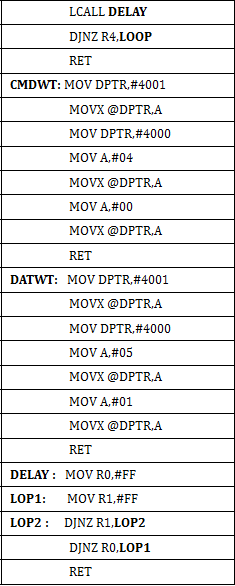 LCALL DELAY
DJNZ R4,LOOP
RET
CMDWT: MOV DPTR,#4001
MOVX @DPTR,A
MOV DPTR,#4000
MOV A,#04
MOVX @DPTR,A
MOV A,#00
MOVX @DPTR,A
RET
DATWT: MOV DPTR,#4001
MOVX @DPTR,A
MOV DPTR,#4000
MOV A,#05
MOVX @DPTR,A
MOV A,#01
MOVX @DPTR,A
RET
DELAY : MOV R0,#FF
LOP1: MOV R1,#FF
LOP2 : DJNZ R1,LOP2
DJNZ R0,LOP1
RET